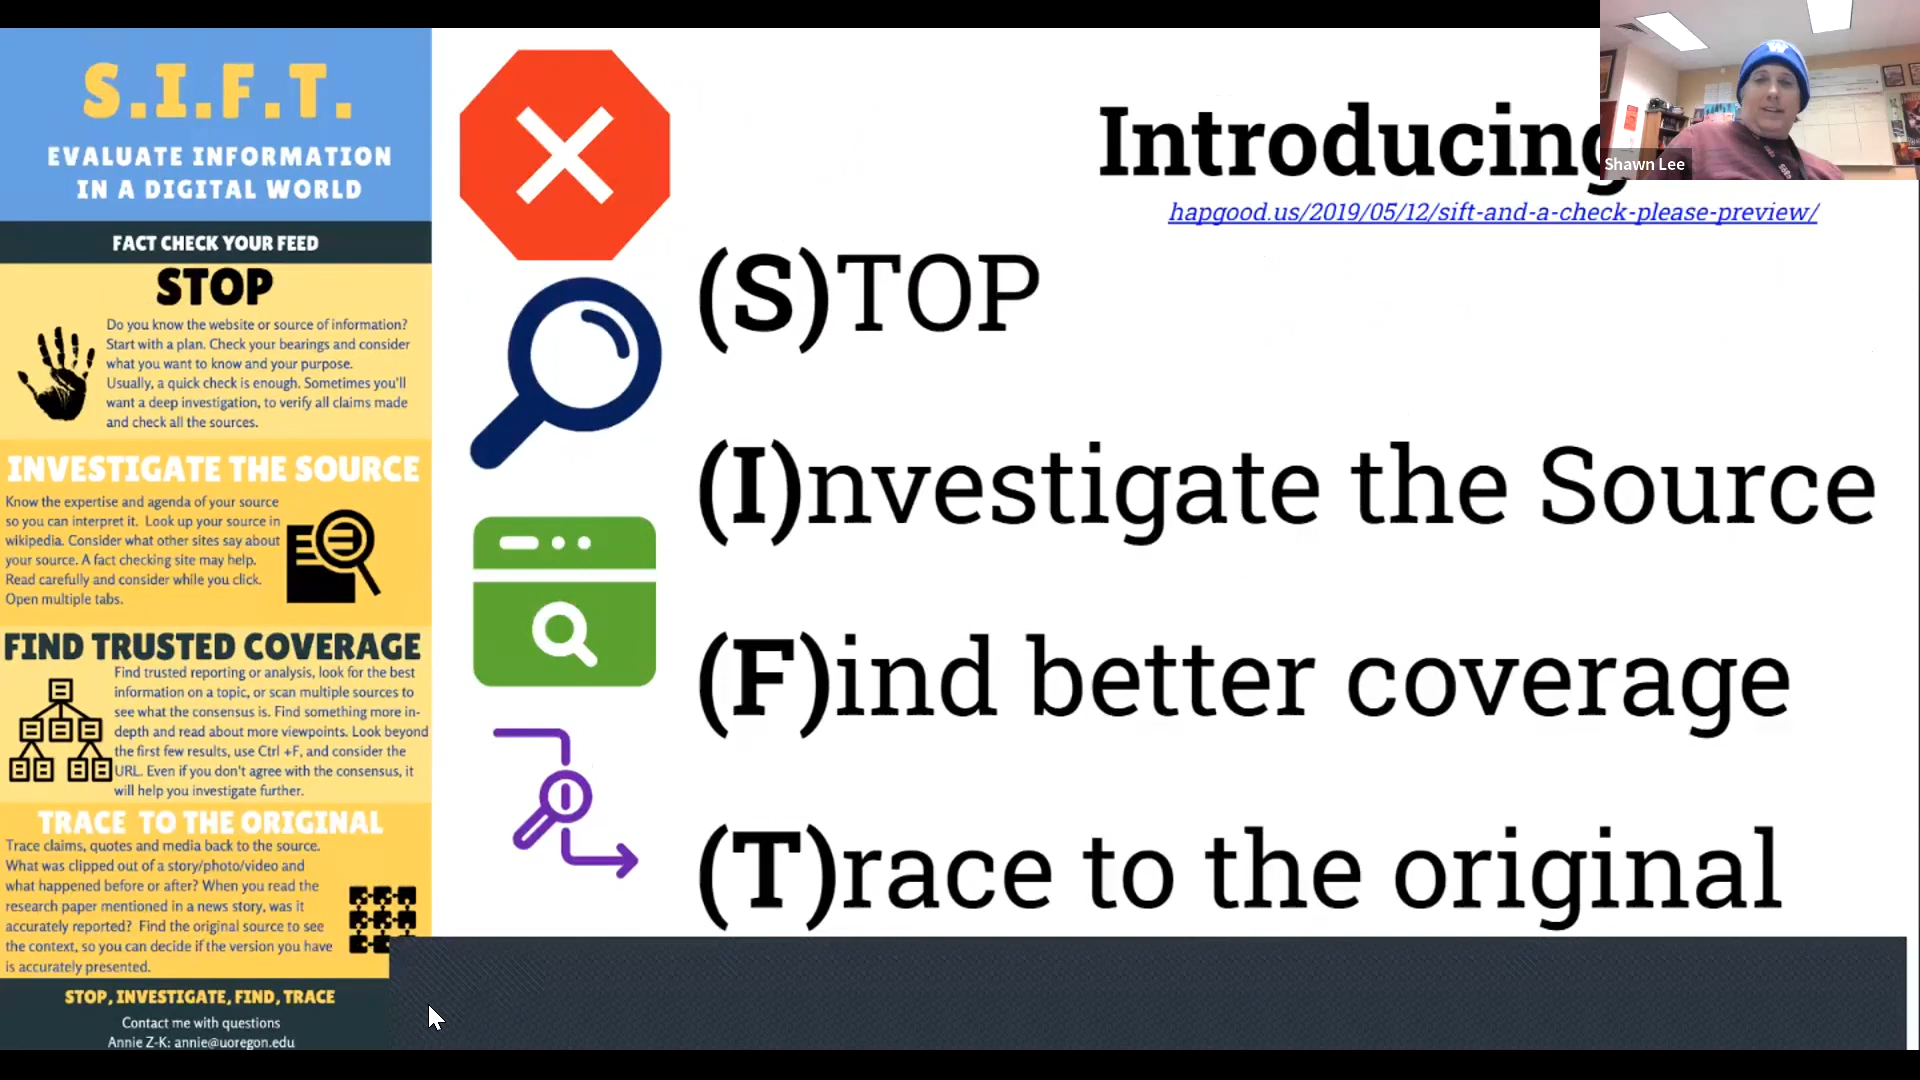 S.I.F.T.
EVALUATE INFORMATION
IN A DIGITAL WORLD
FACT CHECK YOUR FEED
STOP
Do you know the website or source of information?
Start with a plan. Check your bearings and consider
what you want to know and your purpose.
Usually, a quick check is enough. Sometimes you'll
want a deep investigation, to verify all claims made
and check all the sources.
INVESTIGATE THE SOURCE
Know the expertise and agenda of your source
so you can interpret it. Look up your source in
wikipedia. Consider what other sites say about
your source. A fact checking site may help.
Read carefully and consider while you click.
Open multiple tabs.
FIND TRUSTED COVERAGE
Find trusted reporting or analysis, look for the best
information on a topic, or scan multiple sources to
see what the consensus is. Find something more in-
depth and read about more viewpoints. Look beyond
the first few results, use Ctrl +F, and consider the
URL. Even if you don't agree with the consensus, it
will help you investigate further.
TRACE TO THE ORIGINAL
Trace claims, quotes and media back to the source.
What was clipped out of a story/photo/video and
what happened before or after? When you read the
research paper mentioned in a news story, was it
accurately reported? Find the original source to see
the context, so you can decide if the version you have
is accurately presented.
STOP, INVESTIGATE, FIND, TRACE
Contact me with questions
Annie Z-K: annie@uoregon.edu
Introducing
hapgood.us/2019/05/12/sift-and-a-check-please-preview/
(S)TOP
(I)nvestigate the Source
(F)ind better coverage
(T)race to the original
W
Shawn Lee